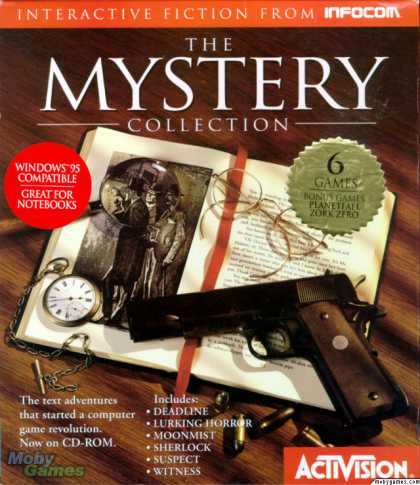 INTERACTIVE FICTION FROM INFOCOM
THE
MYSTERY
COLLECTION
WINDOWS™95
COMPATIBLE
GREAT FOR
NOTEBOOKS
6
GAMES
BONUS GAMES
PLANETFALL
ZORK ZERO
The text adventures
that started a computer
game revolution.
Now on CD-ROM.
Includes:
• DEADLINE
• LURKING HORROR
• MOONMIST
• SHERLOCK
• SUSPECT
• WITNESS
ACTIVISION.
Moby
Games
mobygames.com